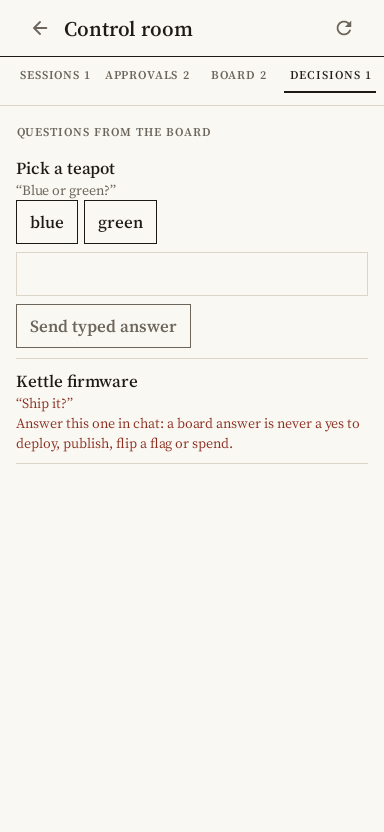 Control room
SESSIONS 1 APPROVALS 2 BOARD 2 DECISIONS 1
QUESTIONS FROM THE BOARD
Pick a teapot
“Blue or green?”
blue green
Send typed answer
Kettle firmware
“Ship it?”
Answer this one in chat: a board answer is never a yes to
deploy, publish, flip a flag or spend.